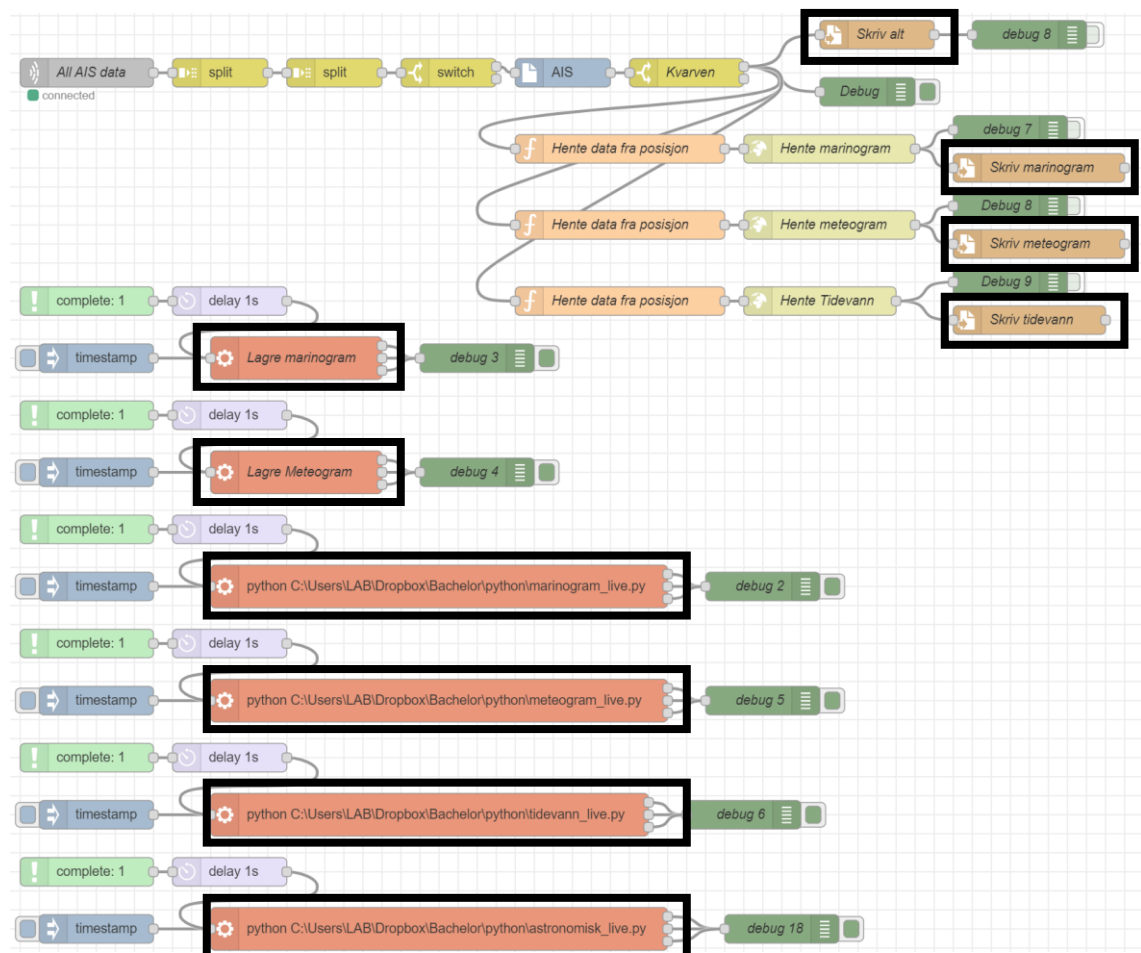 Skriv alt
debug 8
All AIS data
split
split
switch
AIS
Kvarven
connected
Debug
debug 7
Hente data fra posisjon
Hente marinogram
Skriv marinogram
Debug 8
Hente data fra posisjon
Hente meteogram
Skriv meteogram
Debug 9
complete: 1
delay 1s
Hente data fra posisjon
Hente Tidevann
Skriv tidevann
timestamp
Lagre marinogram
debug 3
complete: 1
delay 1s
timestamp
Lagre Meteogram
debug 4
complete: 1
delay 1s
timestamp
python C:\Users\LAB\Dropbox\Bachelor\python\marinogram_live.py
debug 2
complete: 1
delay 1s
timestamp
python C:\Users\LAB\Dropbox\Bachelor\python\meteogram_live.py
debug 5
complete: 1
delay 1s
timestamp
python C:\Users\LAB\Dropbox\Bachelor\python\tidevann_live.py
debug 6
complete: 1
delay 1s
timestamp
python C:\Users\LAB\Dropbox\Bachelor\python\astronomisk_live.py
debug 18